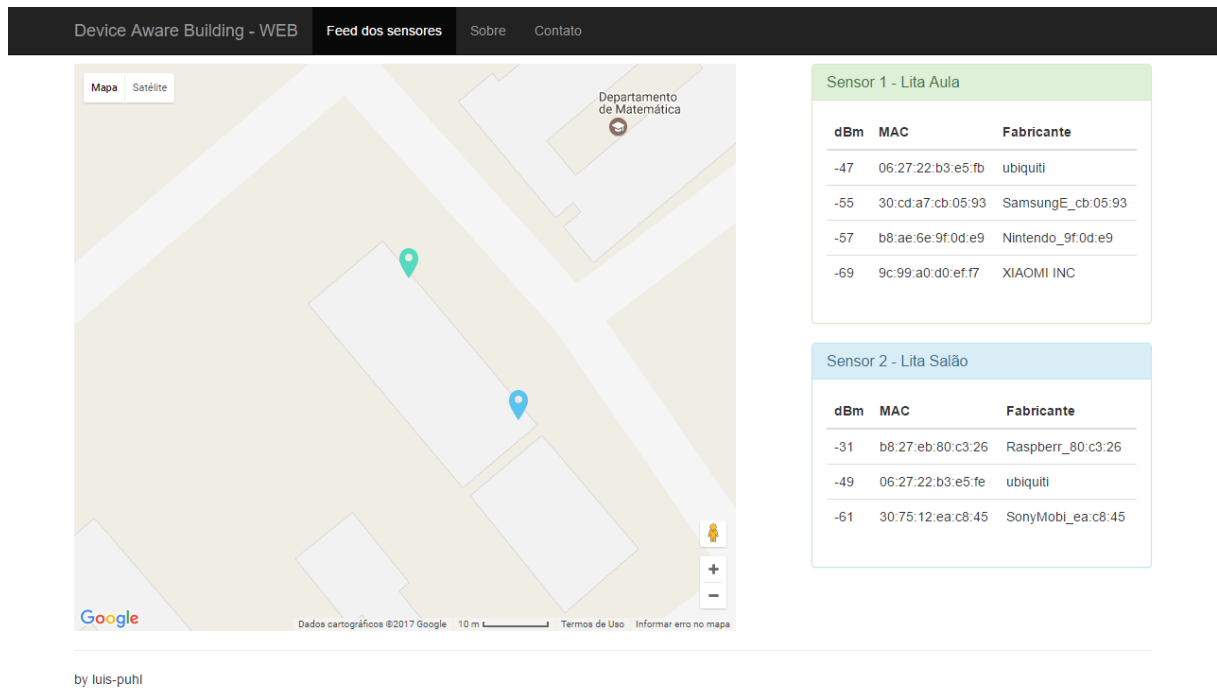 Device Aware Building - WEB Feed dos sensores Sobre Contato
Mapa Satélite
Departamento
de Matemática
Google
Dados cartográficos ©2017 Google 10 m Termos de Uso Informar erro no mapa
Sensor 1 - Lita Aula
dBm MAC Fabricante
-47 06:27:22:b3:e5:fb ubiquiti
-55 30:cd:a7:cb:05:93 SamsungE_cb:05:93
-57 b8:ae:6e:9f:0d:e9 Nintendo_9f:0d:e9
-69 9c:99:a0:d0:ef:f7 XIAOMI INC
Sensor 2 - Lita Salão
dBm MAC Fabricante
-31 b8:27:eb:80:c3:26 Raspberr_80:c3:26
-49 06:27:22:b3:e5:fe ubiquiti
-61 30:75:12:ea:c8:45 SonyMobi_ea:c8:45
by luis-puhl